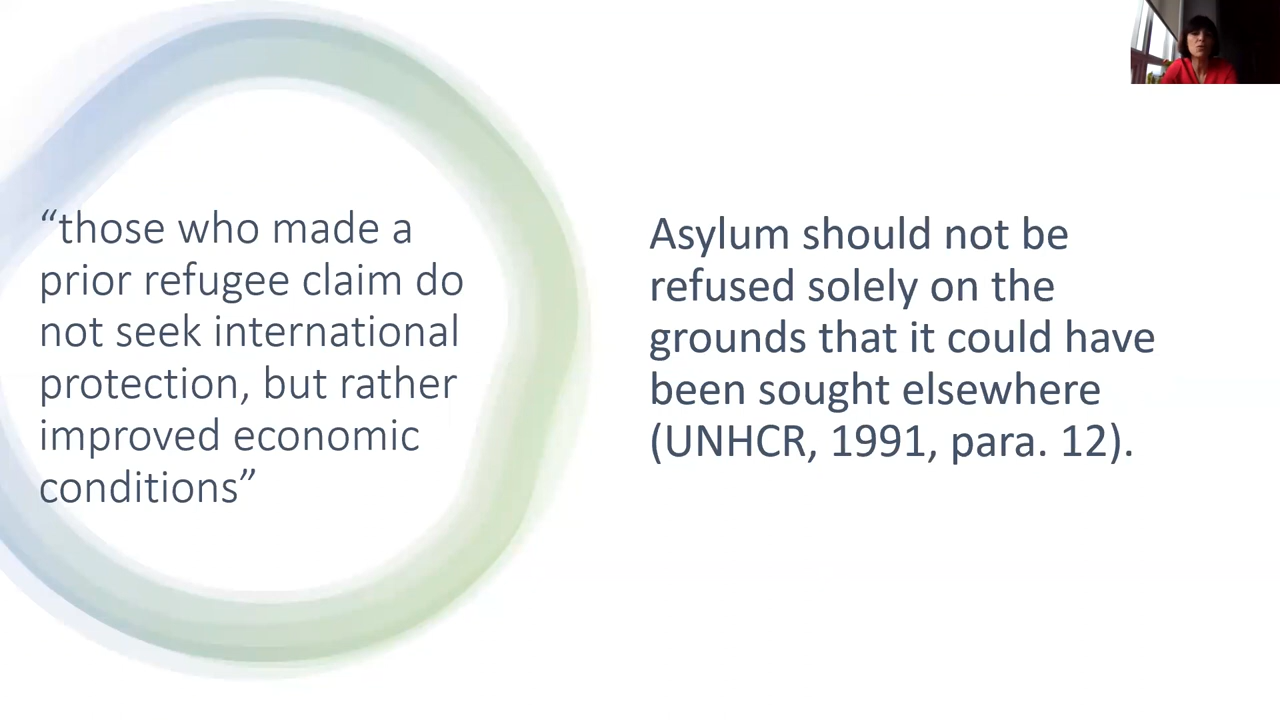 “those who made a
prior refugee claim do
not seek international
protection, but rather
improved economic
conditions”
Asylum should not be
refused solely on the
grounds that it could have
been sought elsewhere
(UNHCR, 1991, para. 12).